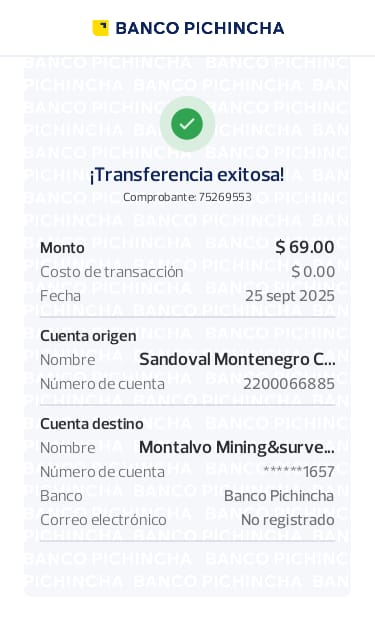 BANCO PICHINCHA
¡Transferencia exitosa!
Comprobante: 75269553
Monto $ 69.00
Costo de transacción $ 0.00
Fecha 25 sept 2025
Cuenta origen
Nombre Sandoval Montenegro C...
Número de cuenta 2200066885
Cuenta destino
Nombre Montalvo Mining&surve...
Número de cuenta ******1657
Banco Banco Pichincha
Correo electrónico No registrado